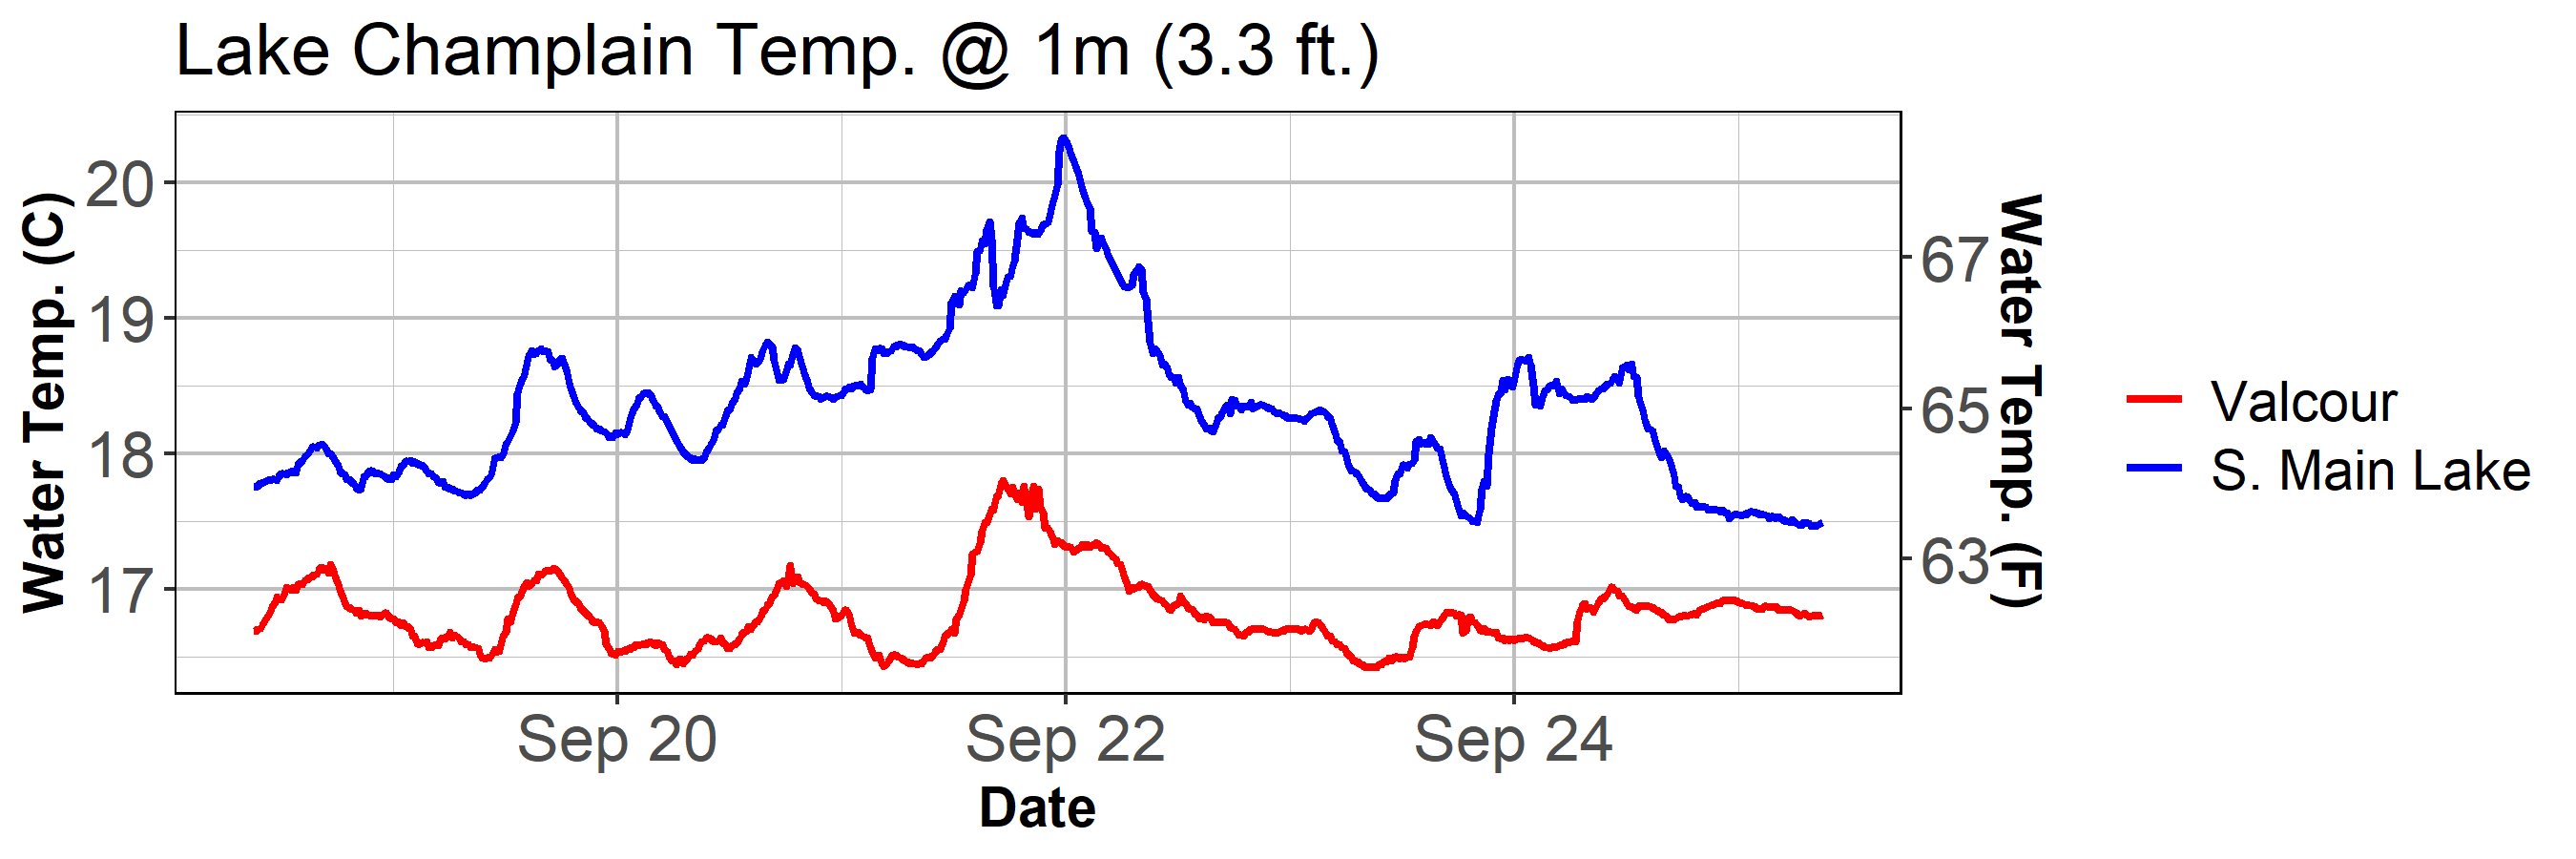 Lake Champlain Temp. @ 1m (3.3 ft.)
Water Temp. (C)
20
19
18
17
67
65
63
Water Temp. (F)
Sep 20
Sep 22
Sep 24
Date
Valcour
S. Main Lake